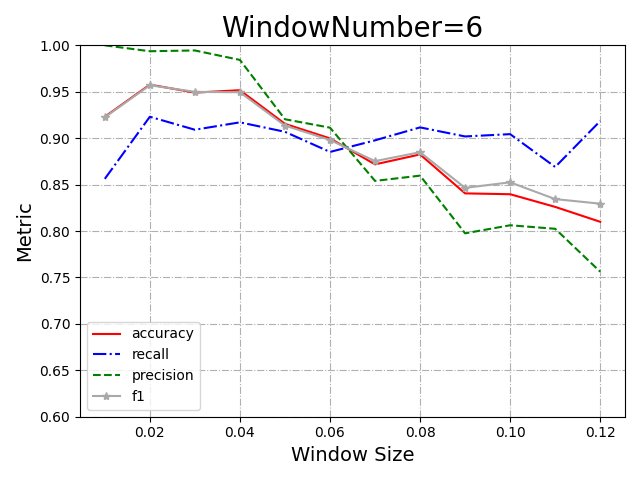 WindowNumber=6
1.00
0.95
0.90
0.85
0.80
0.75
0.70
0.65
0.60
Metric
accuracy
recall
precision
f1
0.02 0.04 0.06 0.08 0.10 0.12
Window Size